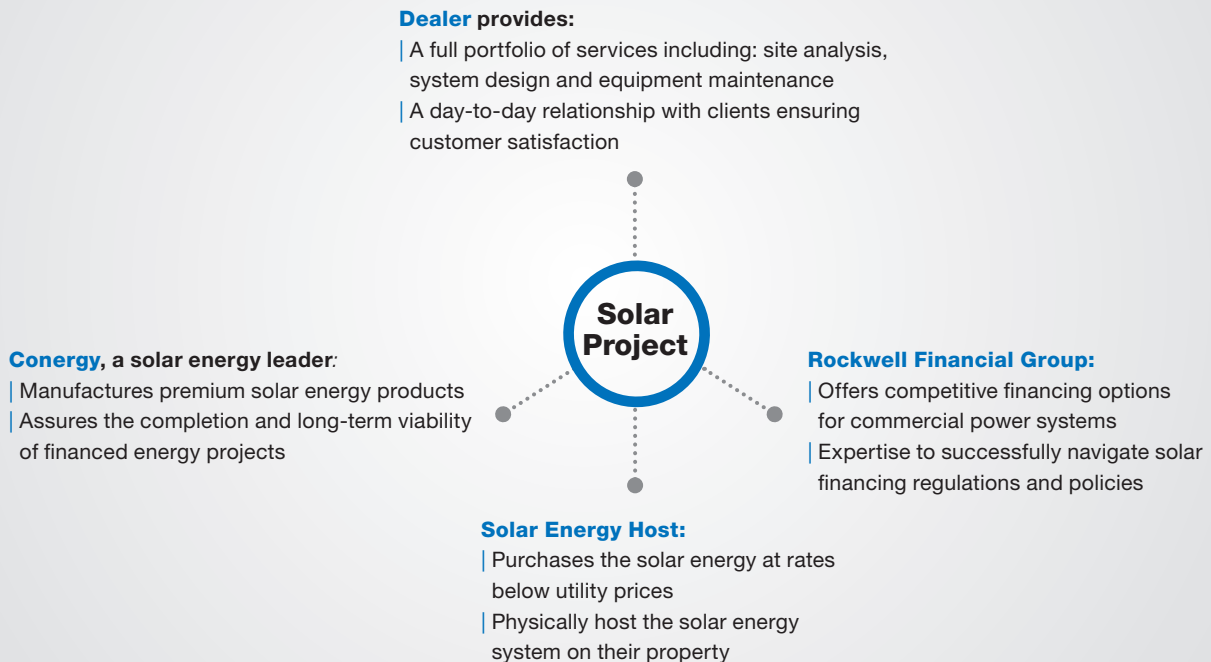 Dealer provides:
| A full portfolio of services including: site analysis,
system design and equipment maintenance
| A day-to-day relationship with clients ensuring
customer satisfaction
Solar
Project
Conergy, a solar energy leader:
| Manufactures premium solar energy products
| Assures the completion and long-term viability
of financed energy projects
Rockwell Financial Group:
| Offers competitive financing options
for commercial power systems
| Expertise to successfully navigate solar
financing regulations and policies
Solar Energy Host:
| Purchases the solar energy at rates
below utility prices
| Physically host the solar energy
system on their property